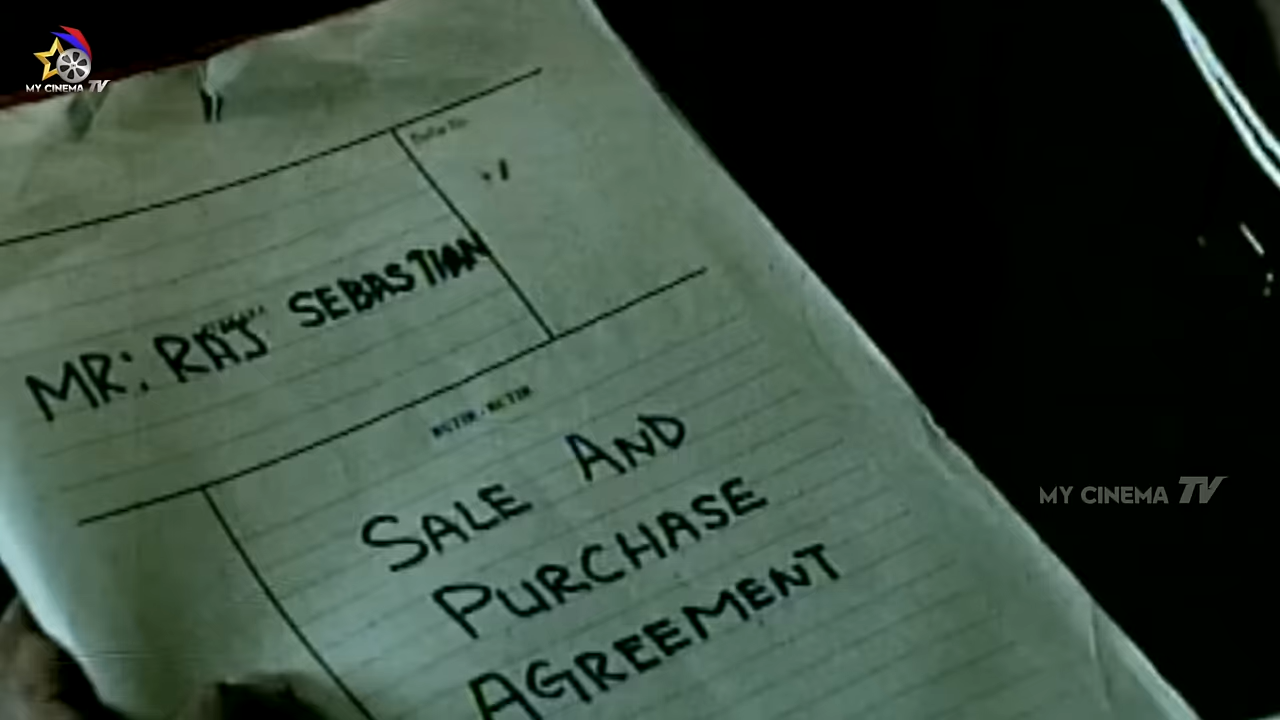 MY CINEMA TV
MR: RAJ SEBASTIAN
SALE AND
PURCHASE
AGREEMENT
MY CINEMA TV